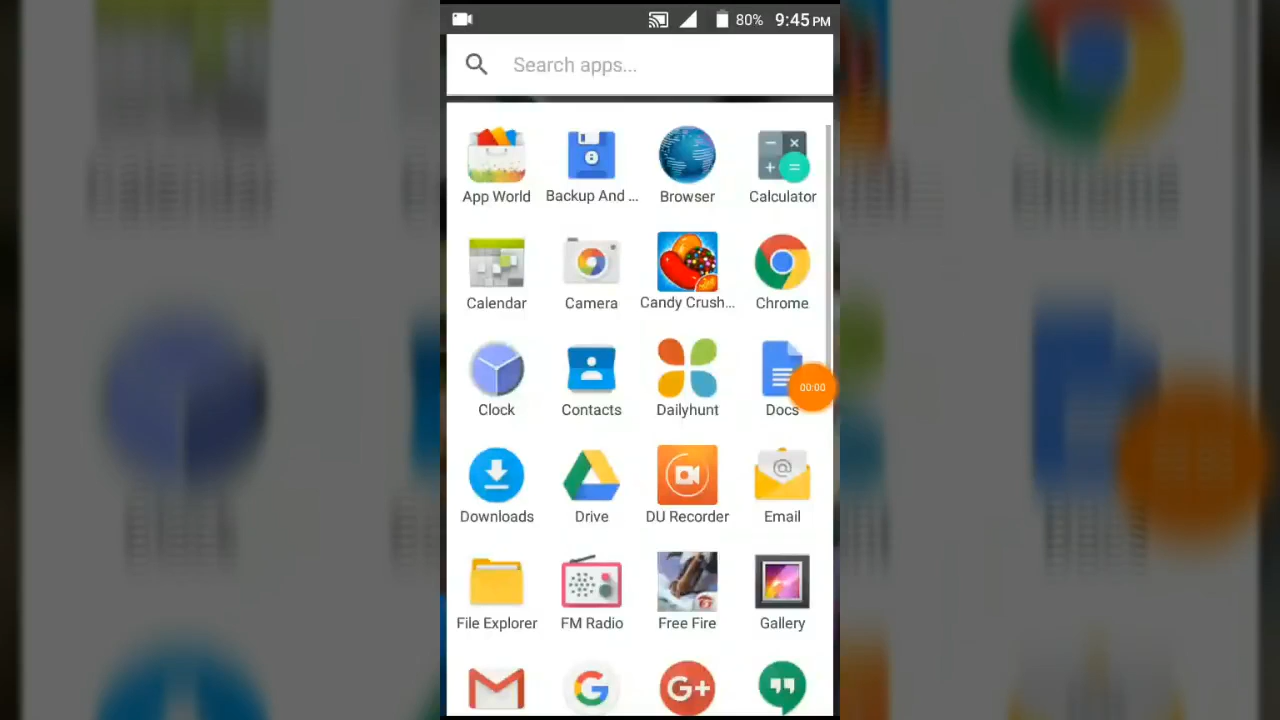 80% 9:45 PM
Search apps...
App World Backup And ... Browser Calculator
Calendar Camera Candy Crush... Chrome
Clock Contacts Dailyhunt Docs
00:00
Downloads Drive DU Recorder Email
File Explorer FM Radio Free Fire Gallery
G+